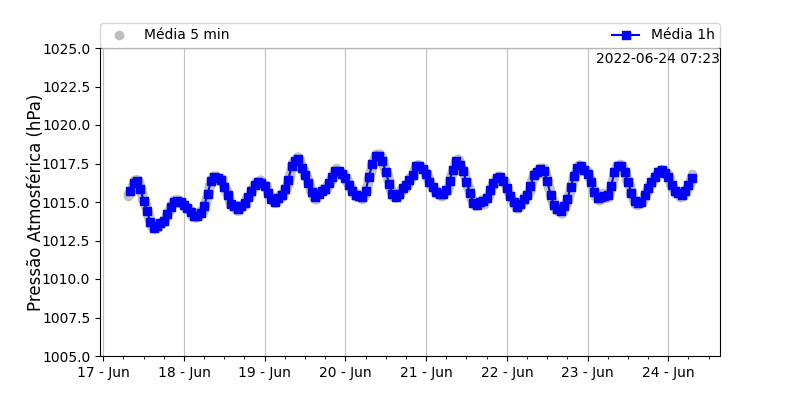 Média 5 min
Média 1h
2022-06-24 07:23
Pressão Atmosférica (hPa)
1025.0
1022.5
1020.0
1017.5
1015.0
1012.5
1010.0
1007.5
1005.0
17 - Jun
18 - Jun
19 - Jun
20 - Jun
21 - Jun
22 - Jun
23 - Jun
24 - Jun